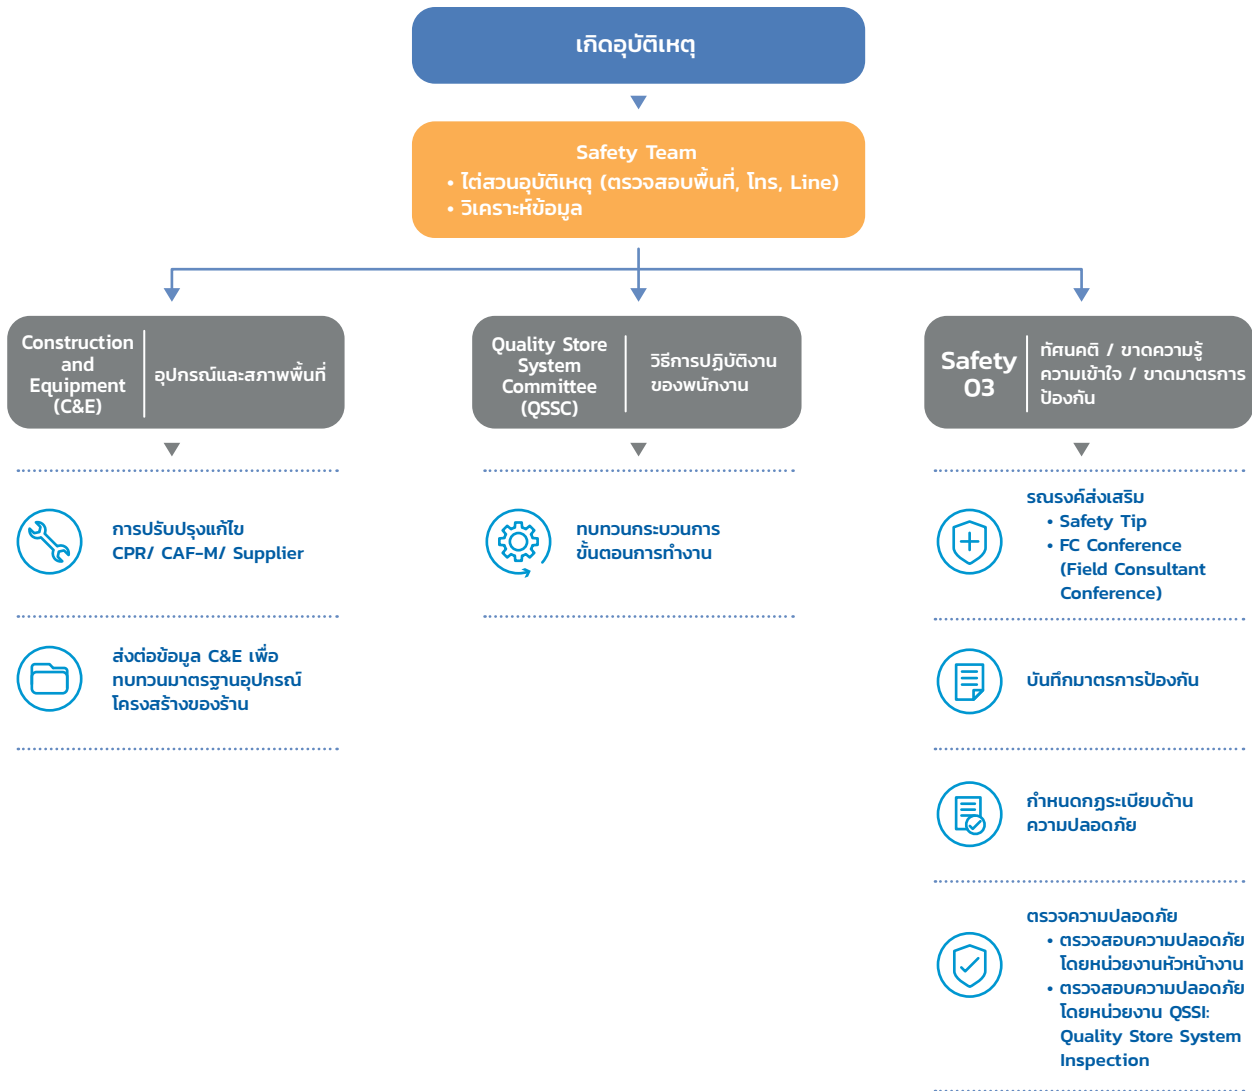 เกิดอุบัติเหตุ
Safety Team
• ไต่สวนอุบัติเหตุ (ตรวจสอบพื้นที่, โทร, Line)
• วิเคราะห์ข้อมูล
Construction
and
Equipment
(C&E)
อุปกรณ์และสภาพพื้นที่
Quality Store
System
Committee
(QSSC)
วิธีการปฏิบัติงาน
ของพนักงาน
Safety
03
ทัศนคติ / ขาดความรู้
ความเข้าใจ / ขาดมาตรการ
ป้องกัน
การปรับปรุงแก้ไข
CPR/ CAF-M/ Supplier
ส่งต่อข้อมูล C&E เพื่อ
ทบทวนมาตรฐานอุปกรณ์
โครงสร้างของร้าน
ทบทวนกระบวนการ
ขั้นตอนการทำงาน
รณรงค์ส่งเสริม
• Safety Tip
• FC Conference
(Field Consultant
Conference)
บันทึกมาตรการป้องกัน
กำหนดกฎระเบียบด้าน
ความปลอดภัย
ตรวจความปลอดภัย
• ตรวจสอบความปลอดภัย
โดยหน่วยงานหัวหน้างาน
• ตรวจสอบความปลอดภัย
โดยหน่วยงาน QSSI:
Quality Store System
Inspection